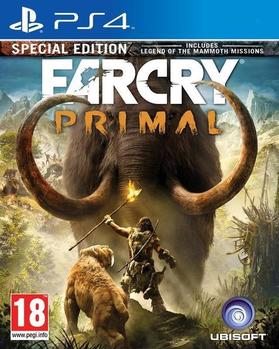 PS4
SPECIAL EDITION
INCLUDES
LEGEND OF THE MAMMOTH MISSIONS
FARCRY
PRIMAL
18
www.pegi.info
UBISOFT